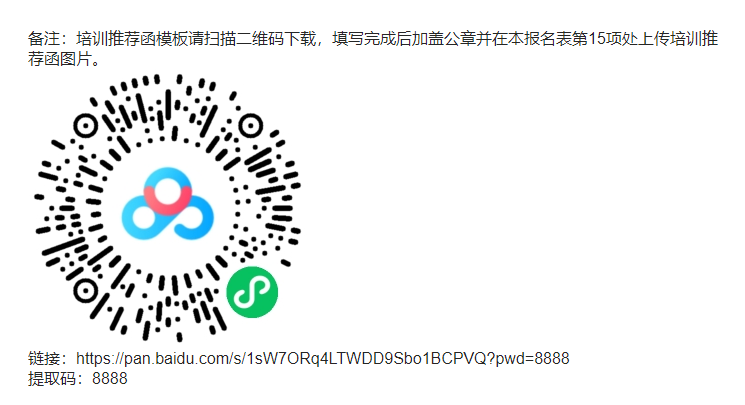 备注：培训推荐函模板请扫描二维码下载，填写完成后加盖公章并在本报名表第15项处上传培训推
荐函图片。
链接：https://pan.baidu.com/s/1sW7ORq4LTWDD9Sbo1BCPVQ?pwd=8888
提取码：8888